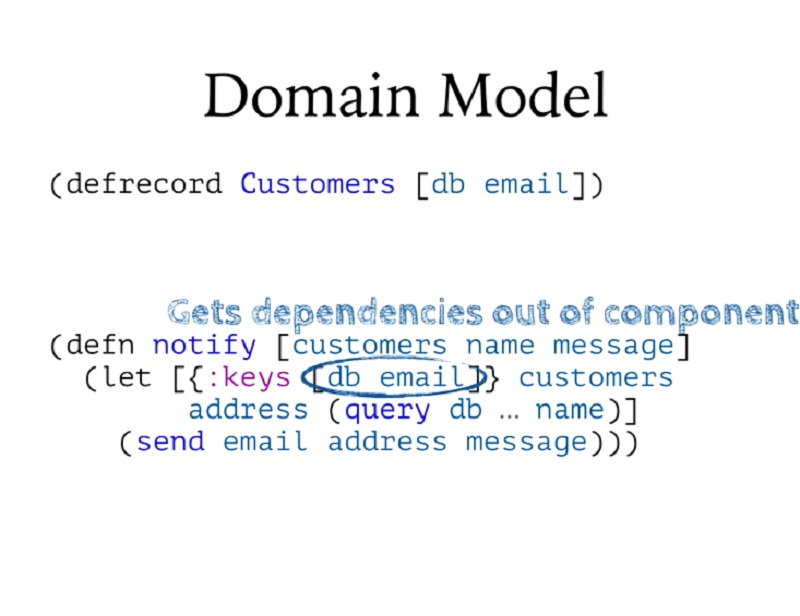 Domain Model
(defrecord Customers [db email])
Gets dependencies out of component
(defn notify [customers name message]
(let [{:keys [db email]} customers
address (query db … name)]
(send email address message)))